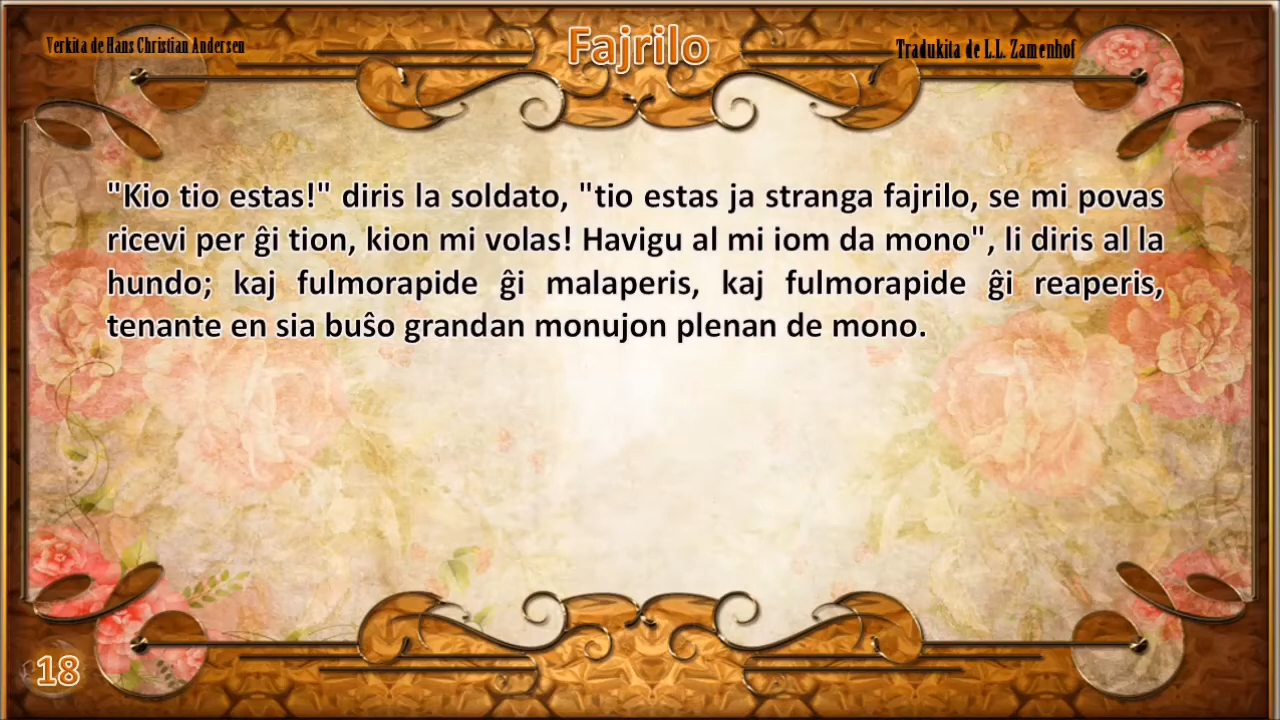 Verkita de Hans Christian Andersen
Fajrilo
Tradukita de L.L. Zamenhof
"Kio tio estas!" diris la soldato, "tio estas ja stranga fajrilo, se mi povas
ricevi per ĝi tion, kion mi volas! Havigu al mi iom da mono", li diris al la
hundo; kaj fulmorapide ĝi malaperis, kaj fulmorapide ĝi reaperis,
tenante en sia buŝo grandan monujon plenan de mono.
18